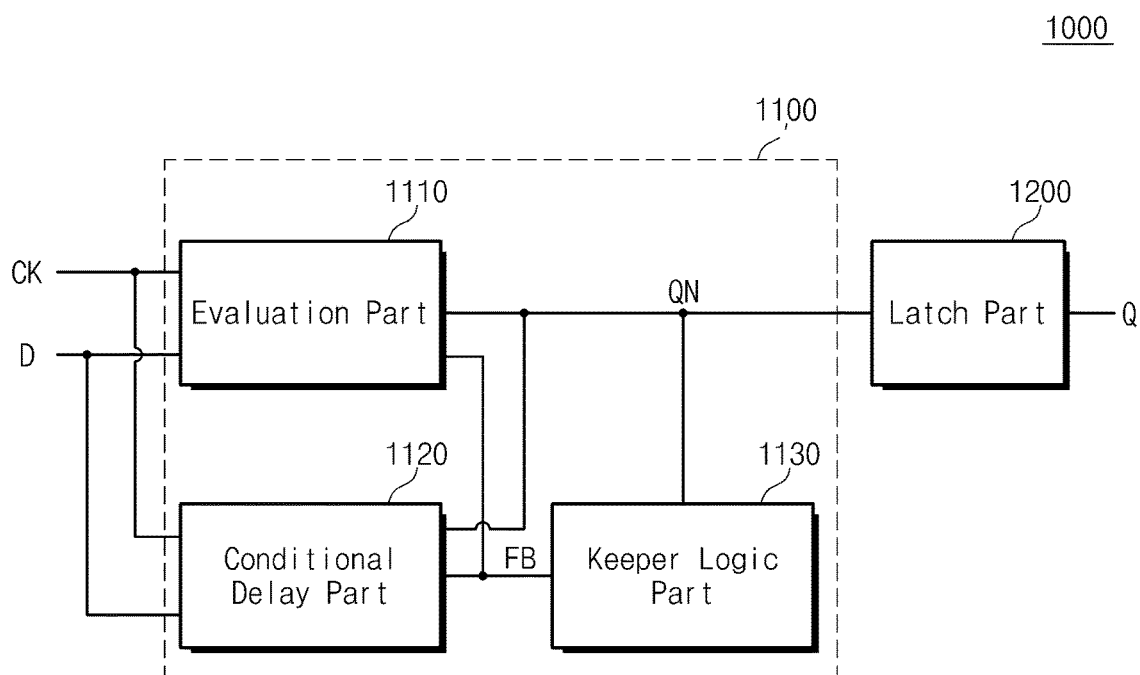 1000
1100
1110
1200
CK
Evaluation Part
QN
Latch Part
Q
D
1120
1130
Conditional
Delay Part
FB
Keeper Logic
Part